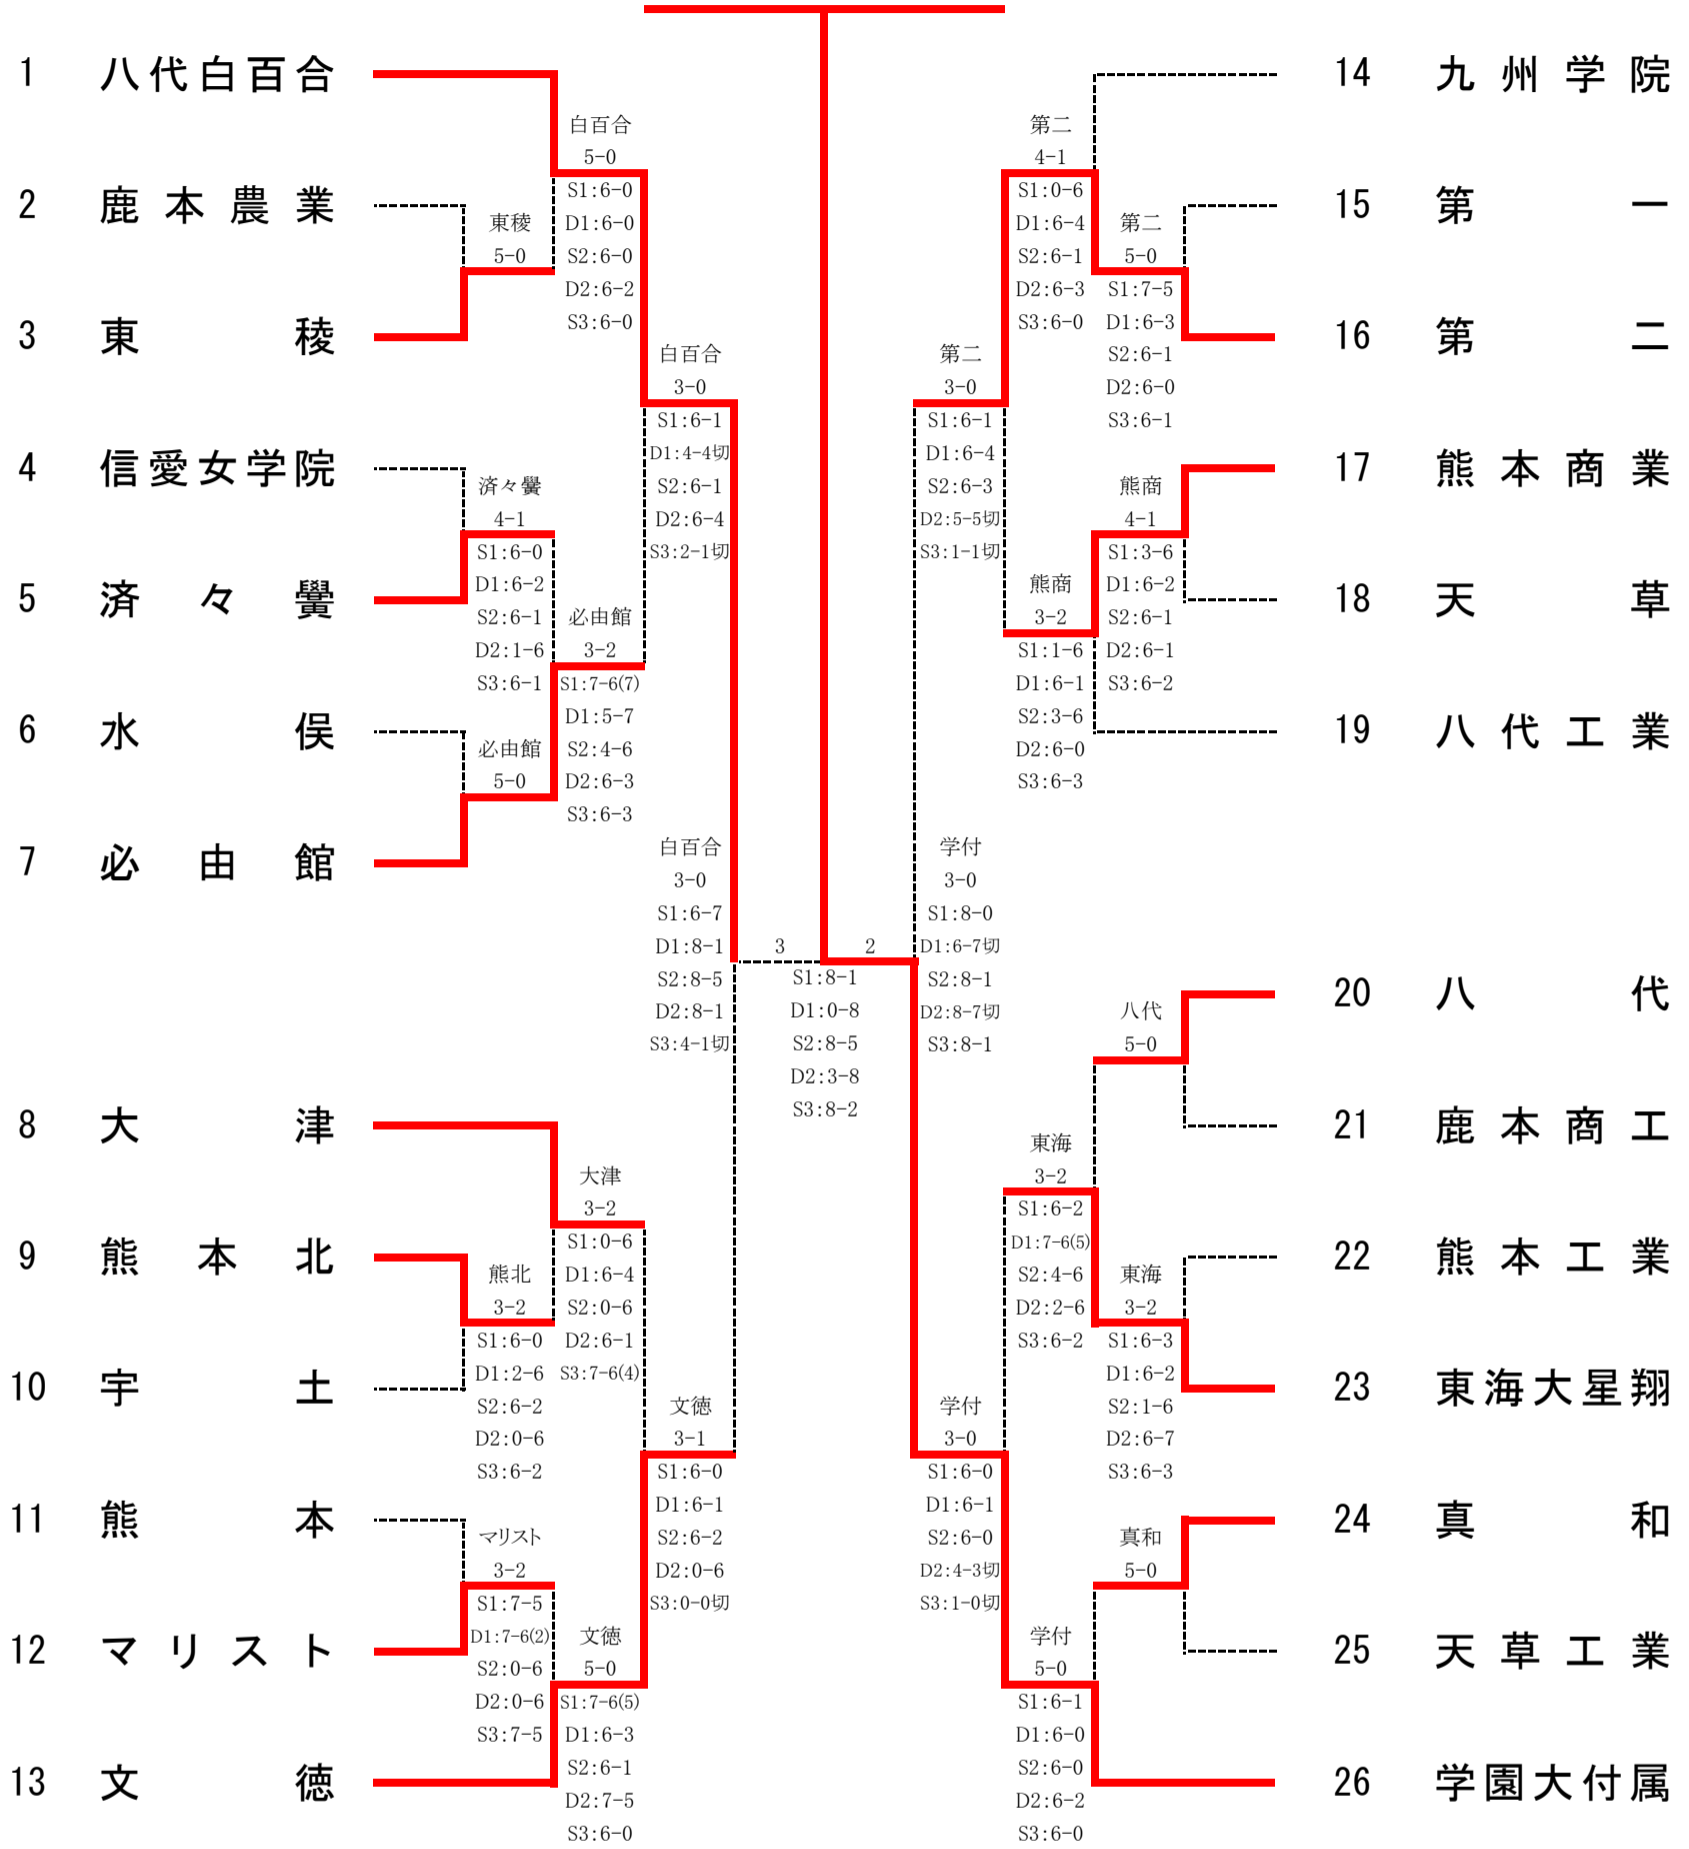 1 八代白百合
2 鹿本農業
3 東稜
4 信愛女学院
5 済々黌
6 水俣
7 必由館
8 大津
9 熊本北
10 宇土
11 熊本
12 マリスト
13 文徳
東稜
5-0
済々黌
4-1
S1:6-0
D1:6-2
S2:6-1
D2:1-6
S3:6-1
必由館
5-0
熊北
3-2
S1:6-0
D1:2-6
S2:6-2
D2:0-6
S3:6-2
マリスト
3-2
S1:7-5
D1:7-6(2)
S2:0-6
D2:0-6
S3:7-5
白百合
5-0
S1:6-0
D1:6-0
S2:6-0
D2:6-2
S3:6-0
必由館
3-2
S1:7-6(7)
D1:5-7
S2:4-6
D2:6-3
S3:6-3
大津
3-2
S1:0-6
D1:6-4
S2:0-6
D2:6-1
S3:7-6(4)
文徳
5-0
S1:7-6(5)
D1:6-3
S2:6-1
D2:7-5
S3:6-0
白百合
3-0
S1:6-1
D1:4-4切
S2:6-1
D2:6-4
S3:2-1切
文徳
3-1
S1:6-0
D1:6-1
S2:6-2
D2:0-6
S3:0-0切
白百合
3-0
S1:6-7
D1:8-1
S2:8-5
D2:8-1
S3:4-1切
3 2
S1:8-1
D1:0-8
S2:8-5
D2:3-8
S3:8-2
学付
3-0
S1:8-0
D1:6-7切
S2:8-1
D2:8-7切
S3:8-1
第二
3-0
S1:6-1
D1:6-4
S2:6-3
D2:5-5切
S3:1-1切
学付
3-0
S1:6-0
D1:6-1
S2:6-0
D2:4-3切
S3:1-0切
第二
4-1
S1:0-6
D1:6-4
S2:6-1
D2:6-3
S3:6-0
熊商
3-2
S1:1-6
D1:6-1
S2:3-6
D2:6-0
S3:6-3
東海
3-2
S1:6-2
D1:7-6(5)
S2:4-6
D2:2-6
S3:6-2
学付
5-0
S1:6-1
D1:6-0
S2:6-0
D2:6-2
S3:6-0
第二
5-0
S1:7-5
D1:6-3
S2:6-1
D2:6-0
S3:6-1
熊商
4-1
S1:3-6
D1:6-2
S2:6-1
D2:6-1
S3:6-2
八代
5-0
東海
3-2
S1:6-3
D1:6-2
S2:1-6
D2:6-7
S3:6-3
真和
5-0
14 九州学院
15 第一
16 第二
17 熊本商業
18 天草
19 八代工業
20 八代
21 鹿本商工
22 熊本工業
23 東海大星翔
24 真和
25 天草工業
26 学園大付属